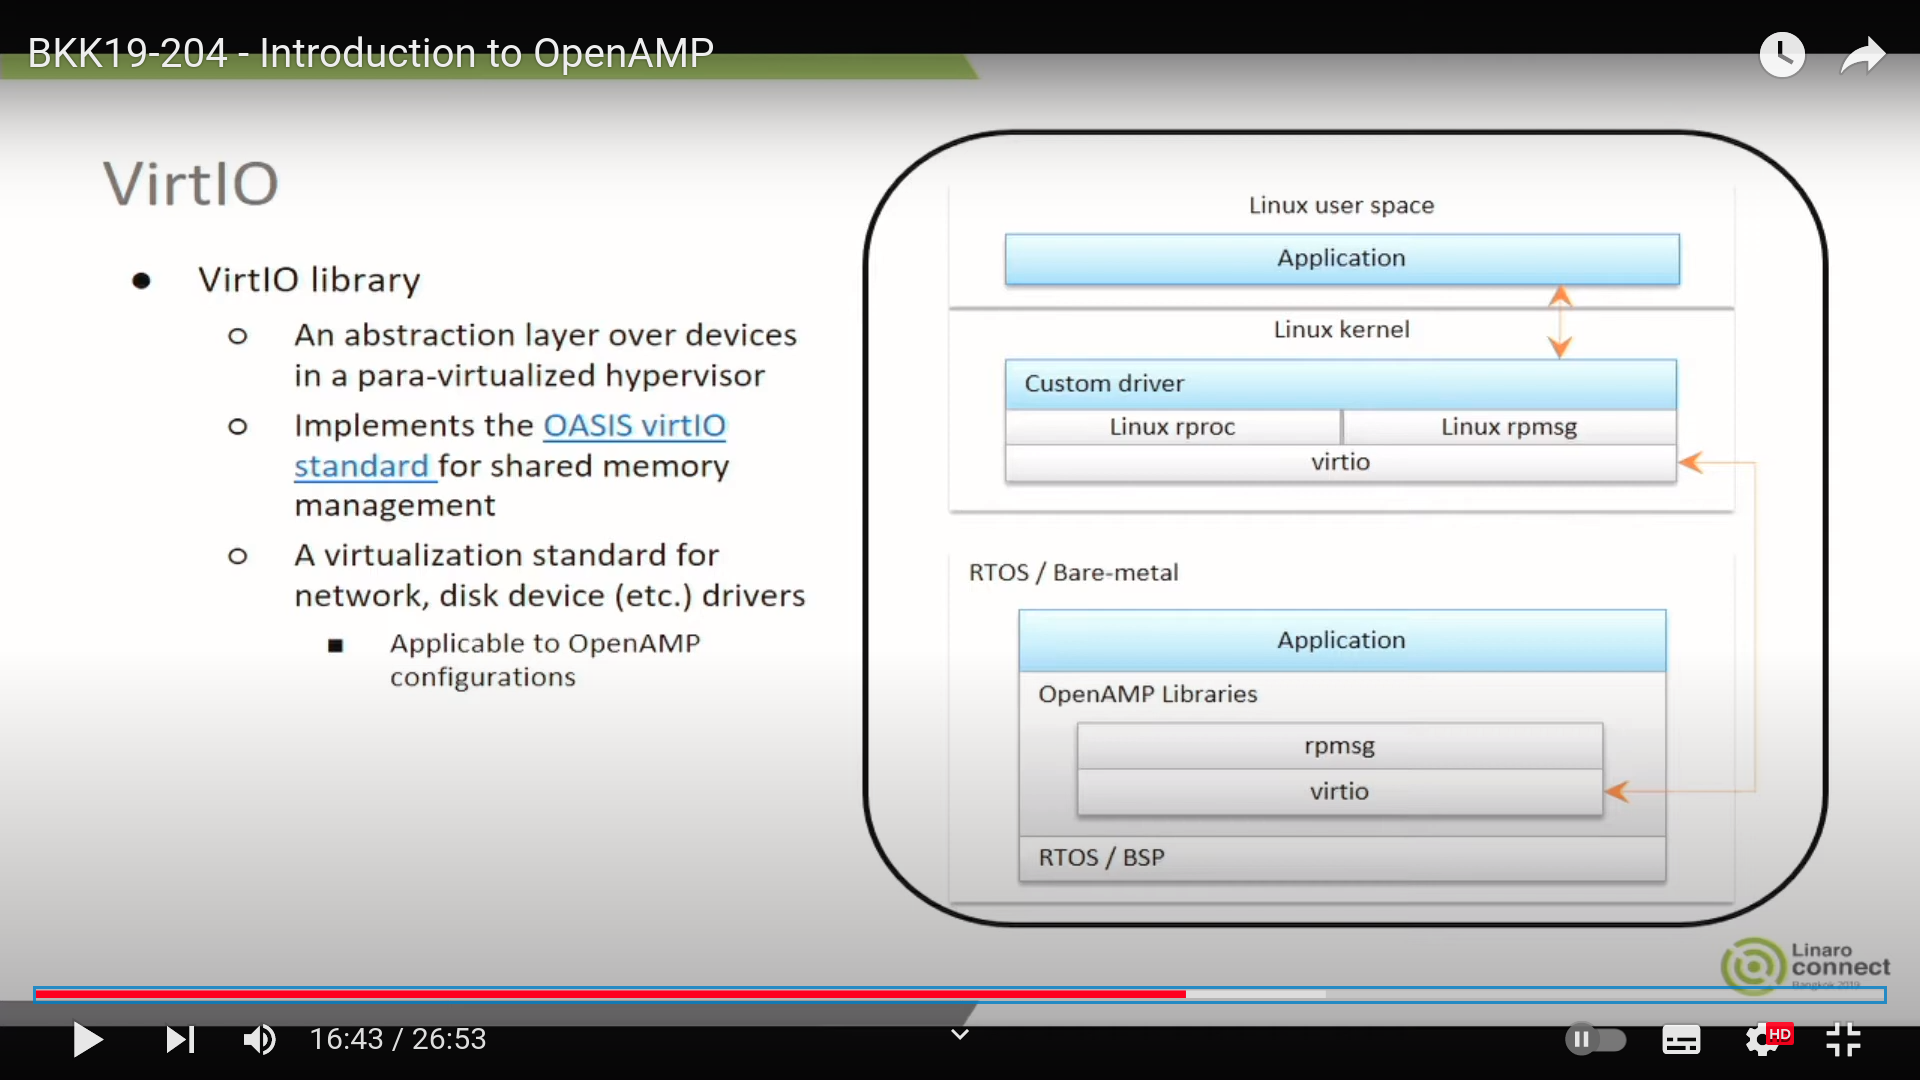 BKK19-204 - Introduction to OpenAMP
VirtIO
VirtIO library
An abstraction layer over devices
in a para-virtualized hypervisor
Implements the OASIS virtIO
standard for shared memory
management
A virtualization standard for
network, disk device (etc.) drivers
Applicable to OpenAMP
configurations
Linux user space
Application
Linux kernel
Custom driver
Linux rproc
Linux rpmsg
virtio
RTOS / Bare-metal
Application
OpenAMP Libraries
rpmsg
virtio
RTOS / BSP
Linaro
connect
Bangkok 2019
16:43 / 26:53
HD